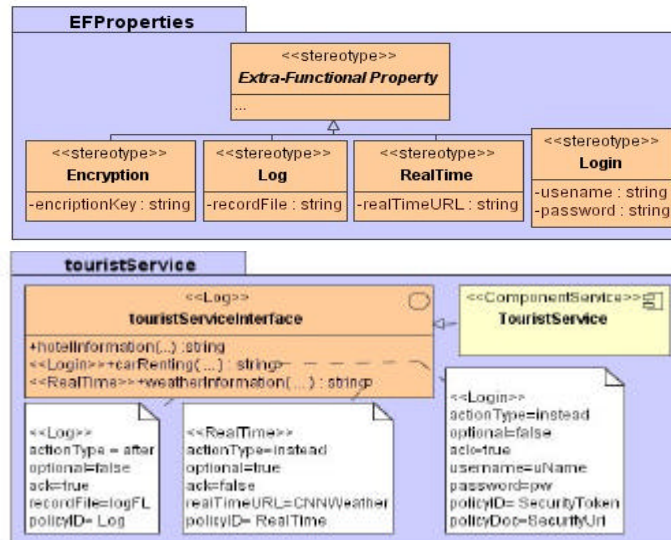 EFProperties
<<stereotype>>
Extra-Functional Property
...
<<stereotype>>
Encryption
-encriptionKey : string
<<stereotype>>
Log
-recordFile : string
<<stereotype>>
RealTime
-realTimeURL : string
<<stereotype>>
Login
-usename : string
-password : string
touristService
<<Log>>
touristServiceInterface
+hotelInformation(...) :string
<<Login>>+carRenting( ... ) : string
<<RealTime>>+weatherInformation( ... ) : string
<<ComponentService>>
TouristService
<<Log>>
actionType = after
optional=false
ack=true
recordFile=logFL
policyID= Log
<<RealTime>>
actionType=instead
optional=true
ack=false
realTimeURL=CNNWeather
policyID= RealTime
<<Login>>
actionType=instead
optional=false
ack=true
username=uName
password=pw
policyID= SecurityToken
policyDoc=SecurityUrl